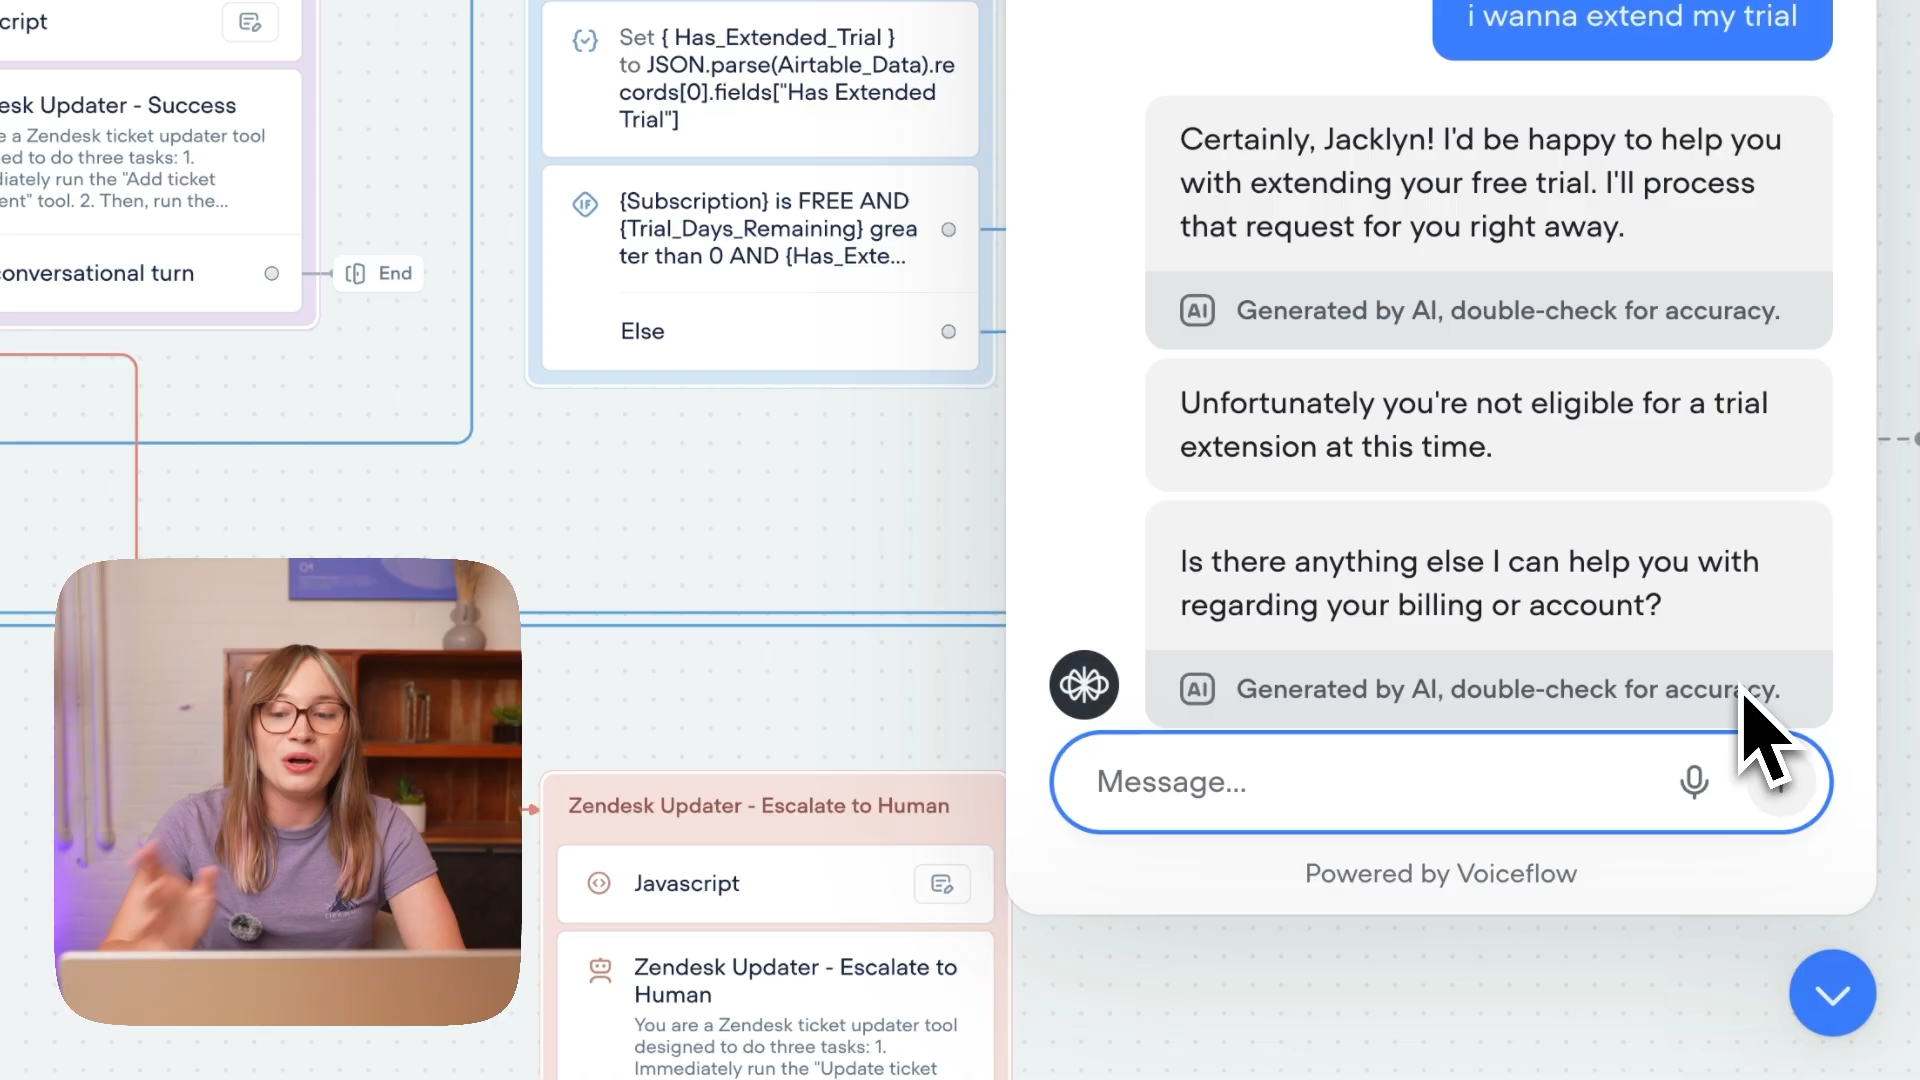 cript
esk Updater - Success
e a Zendesk ticket updater tool
ed to do three tasks: 1.
diately run the "Add ticket
ent" tool. 2. Then, run the...
conversational turn
End
Set { Has_Extended_Trial }
to JSON.parse(Airtable_Data).re
cords[0].fields["Has Extended
Trial"]
IF
{Subscription} is FREE AND
{Trial_Days_Remaining} grea
ter than 0 AND {Has_Exte...
Else
Zendesk Updater - Escalate to Human
Javascript
Zendesk Updater - Escalate to
Human
You are a Zendesk ticket updater tool
designed to do three tasks: 1.
Immediately run the "Update ticket
i wanna extend my trial
Certainly, Jacklyn! I'd be happy to help you
with extending your free trial. I'll process
that request for you right away.
AI Generated by AI, double-check for accuracy.
Unfortunately you're not eligible for a trial
extension at this time.
Is there anything else I can help you with
regarding your billing or account?
AI Generated by AI, double-check for accuracy.
Message...
Powered by Voiceflow